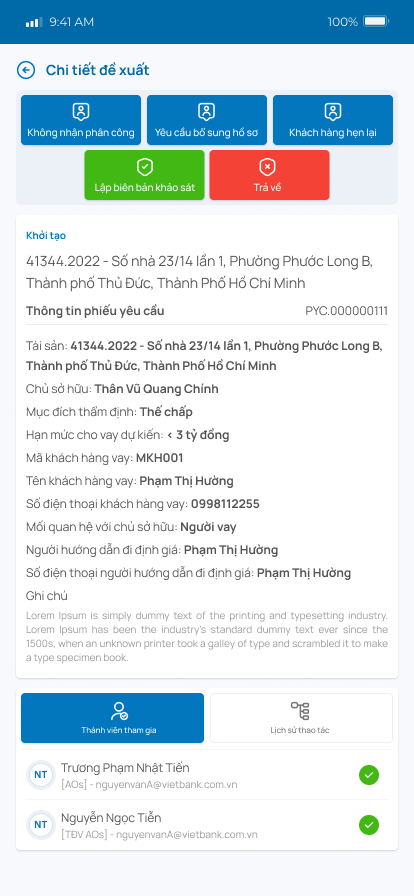 9:41 AM 100%
Chi tiết đề xuất
Không nhận phân công Yêu cầu bổ sung hồ sơ Khách hàng hẹn lại
Lập biên bản khảo sát Trả về
Khởi tạo
41344.2022 - Số nhà 23/14 lần 1, Phường Phước Long B,
Thành phố Thủ Đức, Thành Phố Hồ Chí Minh
Thông tin phiếu yêu cầu PYC.000000111
Tài sản: 41344.2022 - Số nhà 23/14 lần 1, Phường Phước Long B,
Thành phố Thủ Đức, Thành Phố Hồ Chí Minh
Chủ sở hữu: Thân Vũ Quang Chính
Mục đích thẩm định: Thế chấp
Hạn mức cho vay dự kiến: < 3 tỷ đồng
Mã khách hàng vay: MKH001
Tên khách hàng vay: Phạm Thị Hường
Số điện thoại khách hàng vay: 0998112255
Mối quan hệ với chủ sở hữu: Người vay
Người hướng dẫn đi định giá: Phạm Thị Hường
Số điện thoại người hướng dẫn đi định giá: Phạm Thị Hường
Ghi chú
Lorem Ipsum is simply dummy text of the printing and typesetting industry.
Lorem Ipsum has been the industry's standard dummy text ever since the
1500s, when an unknown printer took a galley of type and scrambled it to make
a type specimen book.
Thành viên tham gia Lịch sử thao tác
NT Trương Phạm Nhật Tiến
[AOs] - nguyenvanA@vietbank.com.vn
NT Nguyễn Ngọc Tiễn
[TĐV AOs] - nguyenvanA@vietbank.com.vn